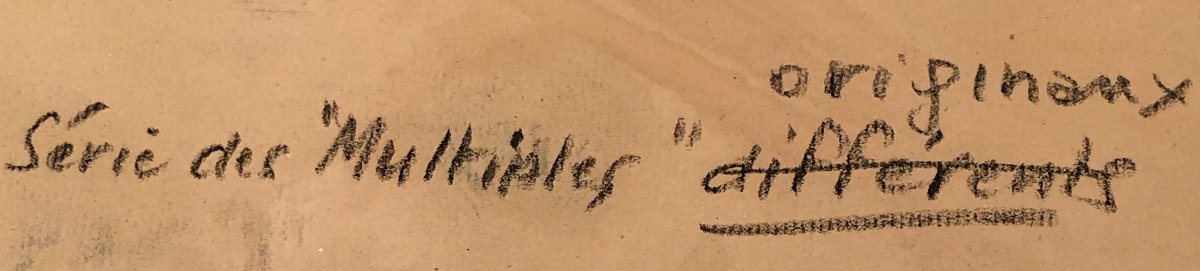 originaux
Série des "Multiples" différents